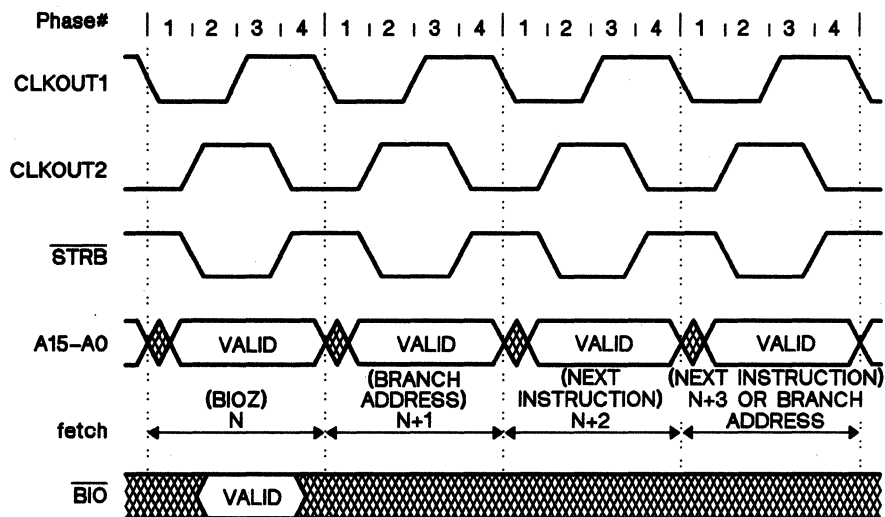 Phase# | 1 | 2 | 3 | 4 | 1 | 2 | 3 | 4 | 1 | 2 | 3 | 4 | 1 | 2 | 3 | 4 |
CLKOUT1
CLKOUT2
STRB
A15–A0 VALID VALID VALID VALID
(BIOZ)
N
(BRANCH
ADDRESS)
N+1
(NEXT
INSTRUCTION)
N+2
(NEXT INSTRUCTION)
N+3 OR BRANCH
ADDRESS
fetch
BIO VALID